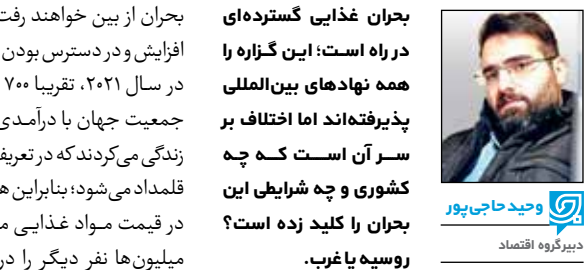 وحید حاجی‌پور
دبیرگروه اقتصاد
بحران غذایی گسترده‌ای
در راه است؛ این گزاره را
همه نهادهای بین‌المللی
پذیرفته‌اند اما اختلاف بر
سر آن است که چه
کشوری و چه شرایطی این
بحران را کلید زده است؟
روسیه یا غرب.
بحران از بین خواهند رفت
افزایش و در دسترس بودن
در سال ۲۰۲۱، تقریبا ۷۰۰
جمعیت جهان با درآمدی
زندگی می‌کردند که در تعریف
قلمداد می‌شود؛ بنابراین ه
در قیمت مواد غذایی م
میلیون‌ها نفر دیگر را در